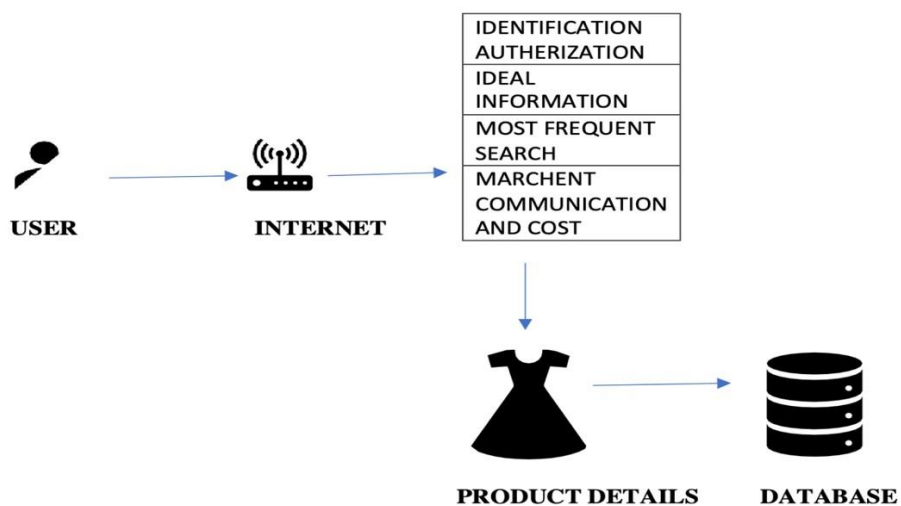 IDENTIFICATION
AUTHERIZATION
IDEAL
INFORMATION
MOST FREQUENT
SEARCH
MARCHENT
COMMUNICATION
AND COST
USER
INTERNET
PRODUCT DETAILS
DATABASE